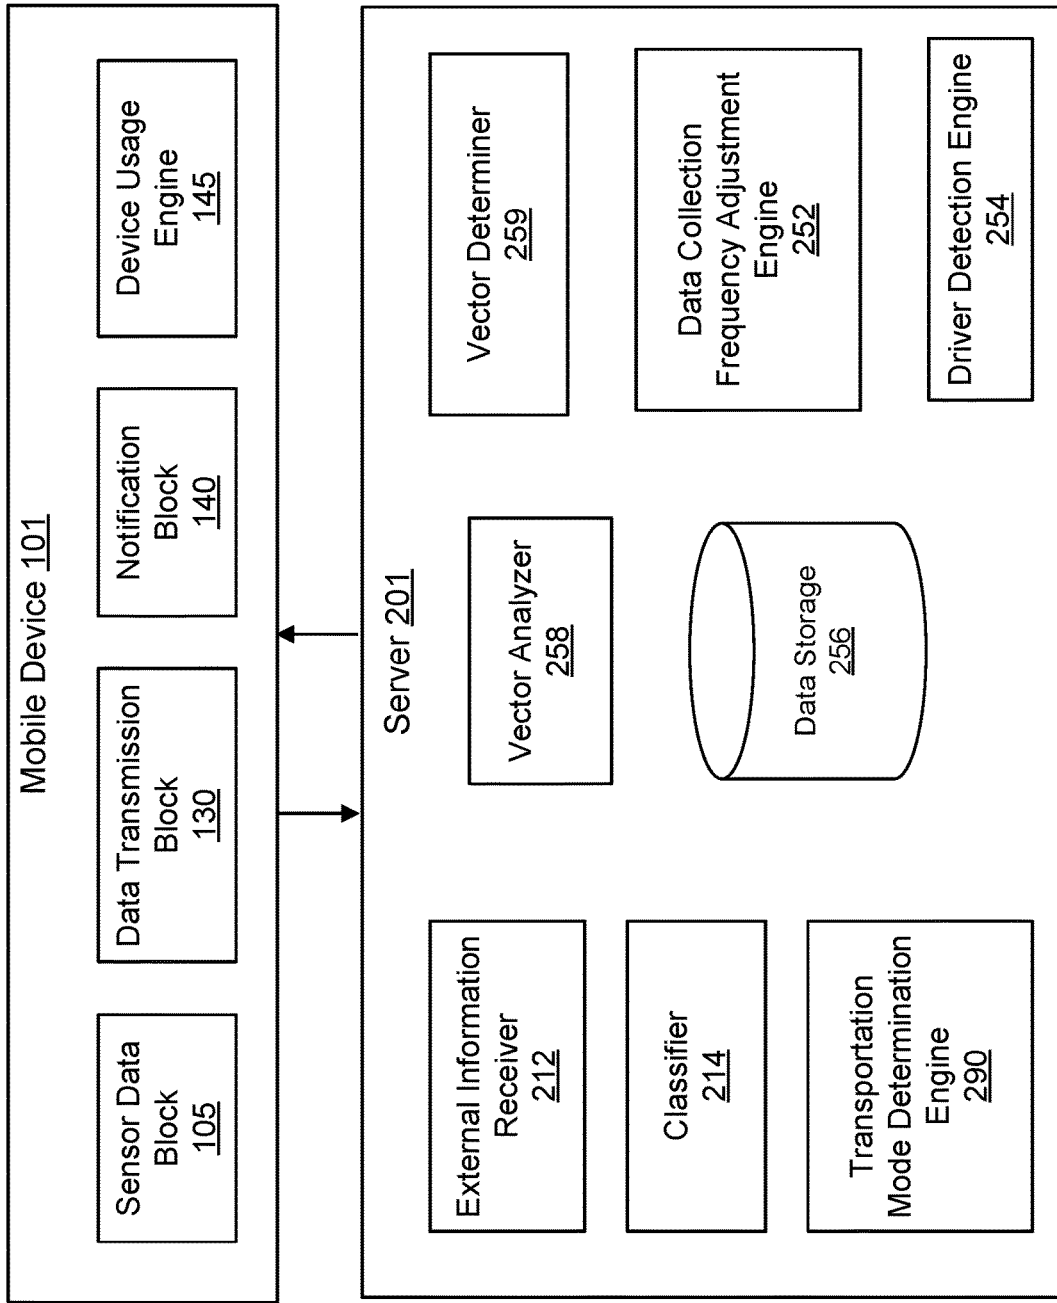 Mobile Device 101
Sensor Data
Block
105
Data Transmission
Block
130
Notification
Block
140
Device Usage
Engine
145
Server 201
External Information
Receiver
212
Classifier
214
Transportation
Mode Determination
Engine
290
Vector Analyzer
258
Data Storage
256
Vector Determiner
259
Data Collection
Frequency Adjustment
Engine
252
Driver Detection Engine
254